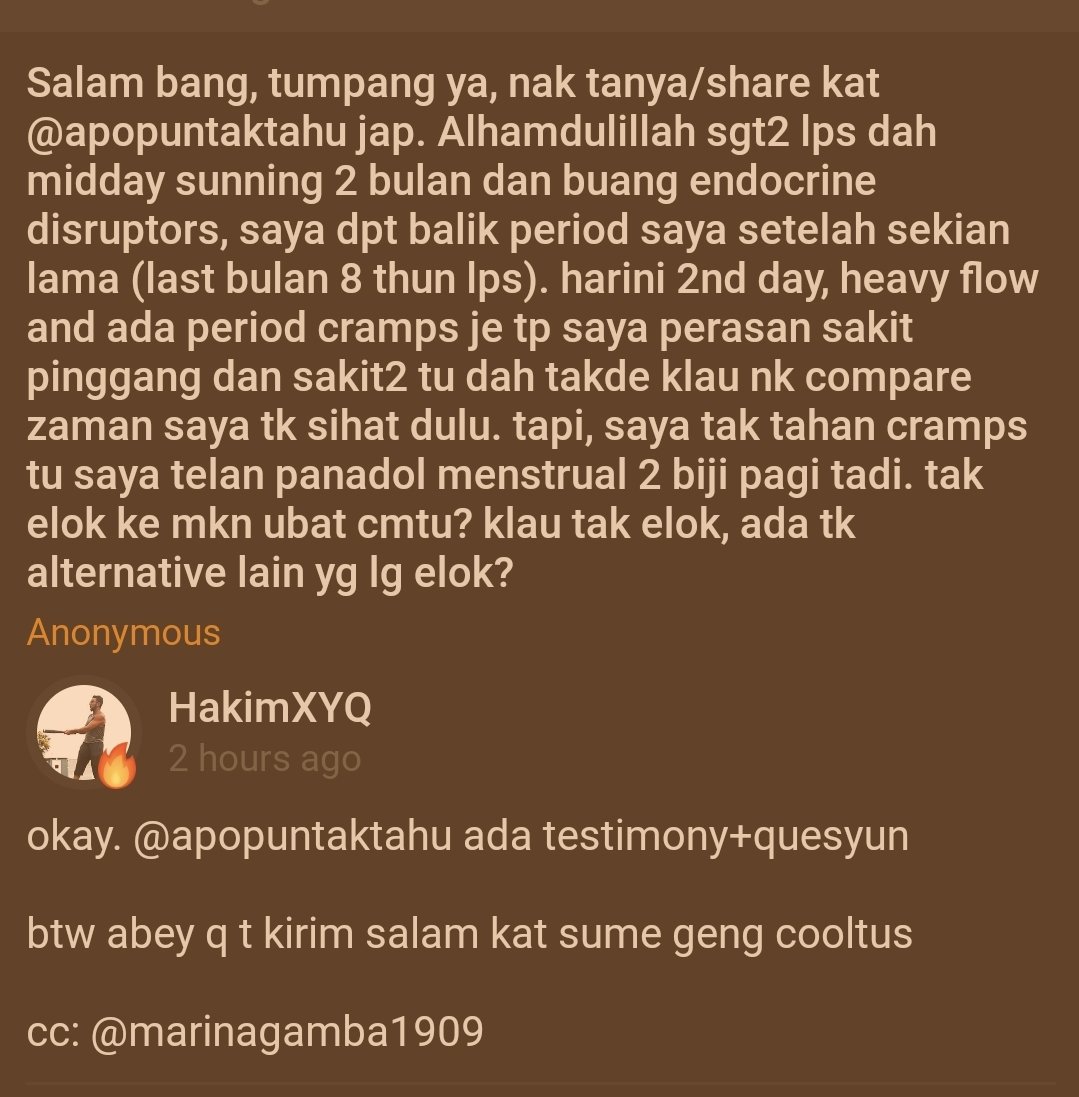 Salam bang, tumpang ya, nak tanya/share kat
@apopuntaktahu jap. Alhamdulillah sgt2 lps dah
midday sunning 2 bulan dan buang endocrine
disruptors, saya dpt balik period saya setelah sekian
lama (last bulan 8 thun lps). harini 2nd day, heavy flow
and ada period cramps je tp saya perasan sakit
pinggang dan sakit2 tu dah takde klau nk compare
zaman saya tk sihat dulu. tapi, saya tak tahan cramps
tu saya telan panadol menstrual 2 biji pagi tadi. tak
elok ke mkn ubat cmtu? klau tak elok, ada tk
alternative lain yg lg elok?
Anonymous
HakimXYQ
2 hours ago
okay. @apopuntaktahu ada testimony+quesyun
btw abey q t kirim salam kat sume geng cooltus
cc: @marinagamba1909